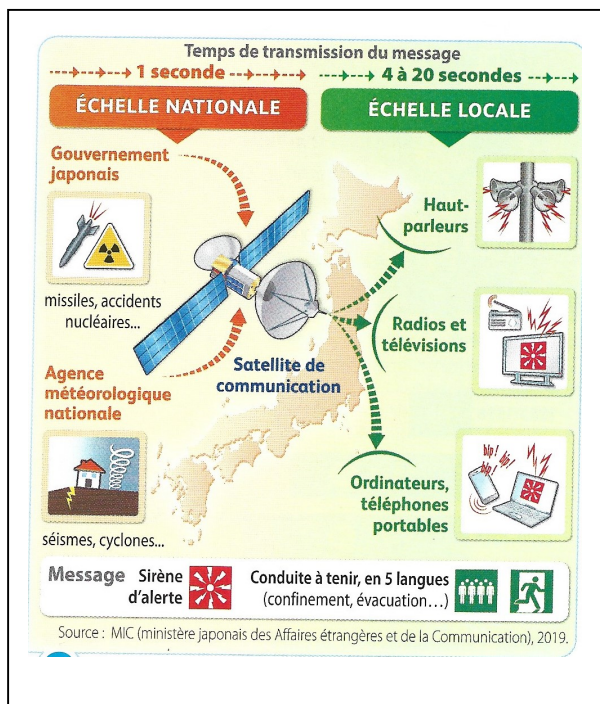 Temps de transmission du message
1 seconde
4 à 20 secondes
ÉCHELLE NATIONALE
ÉCHELLE LOCALE
Gouvernement
japonais
missiles, accidents
nucléaires...
Agence
météorologique
nationale
séismes, cyclones...
Satellite de
communication
Haut-
parleurs
Radios et
télévisions
Ordinateurs,
téléphones
portables
bip! bip!
bip!
Message
Sirène
d'alerte
Conduite à tenir, en 5 langues
(confinement, évacuation...)
Source : MIC (ministère japonais des Affaires étrangères et de la Communication), 2019.